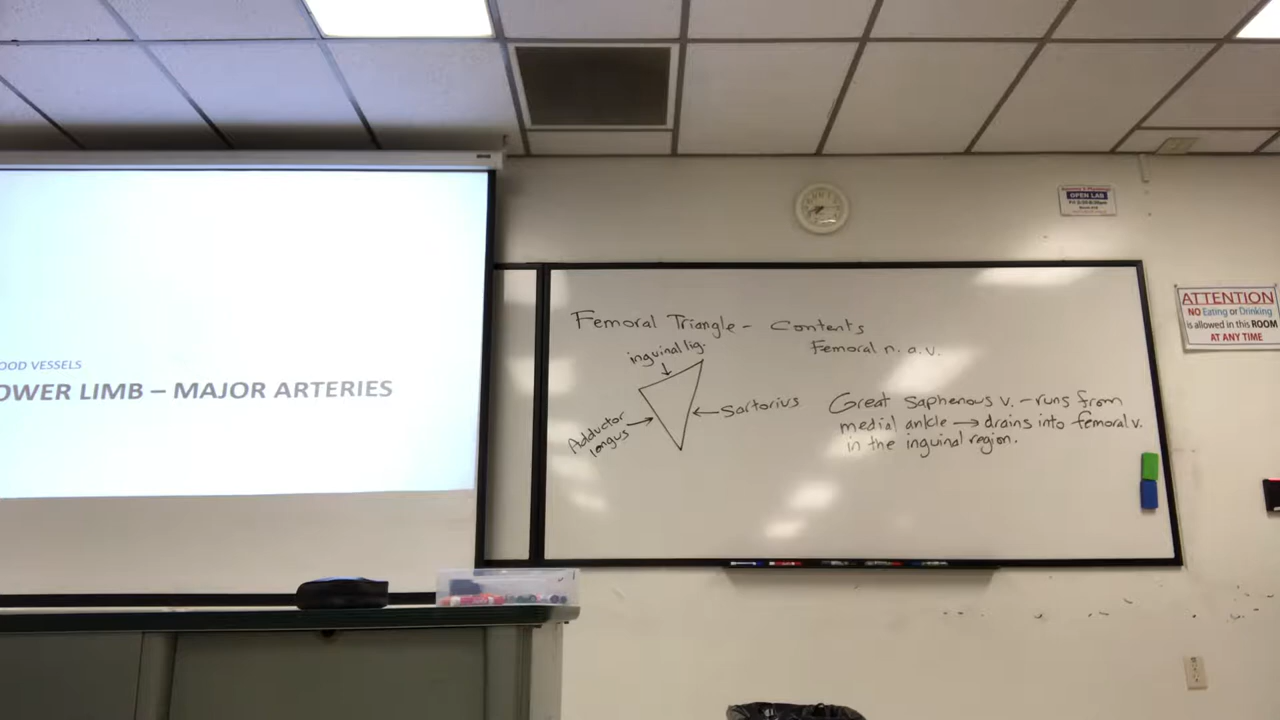 OOD VESSELS
OWER LIMB – MAJOR ARTERIES
Femoral Triangle - Contents
Femoral n. a. v.
inguinal lig.
Sartorius
Adductor
longus
Great Saphenous v. - runs from
medial ankle → drains into femoral v.
in the inguinal region.
OPEN LAB
ATTENTION
NO Eating or Drinking
is allowed in this ROOM
AT ANY TIME